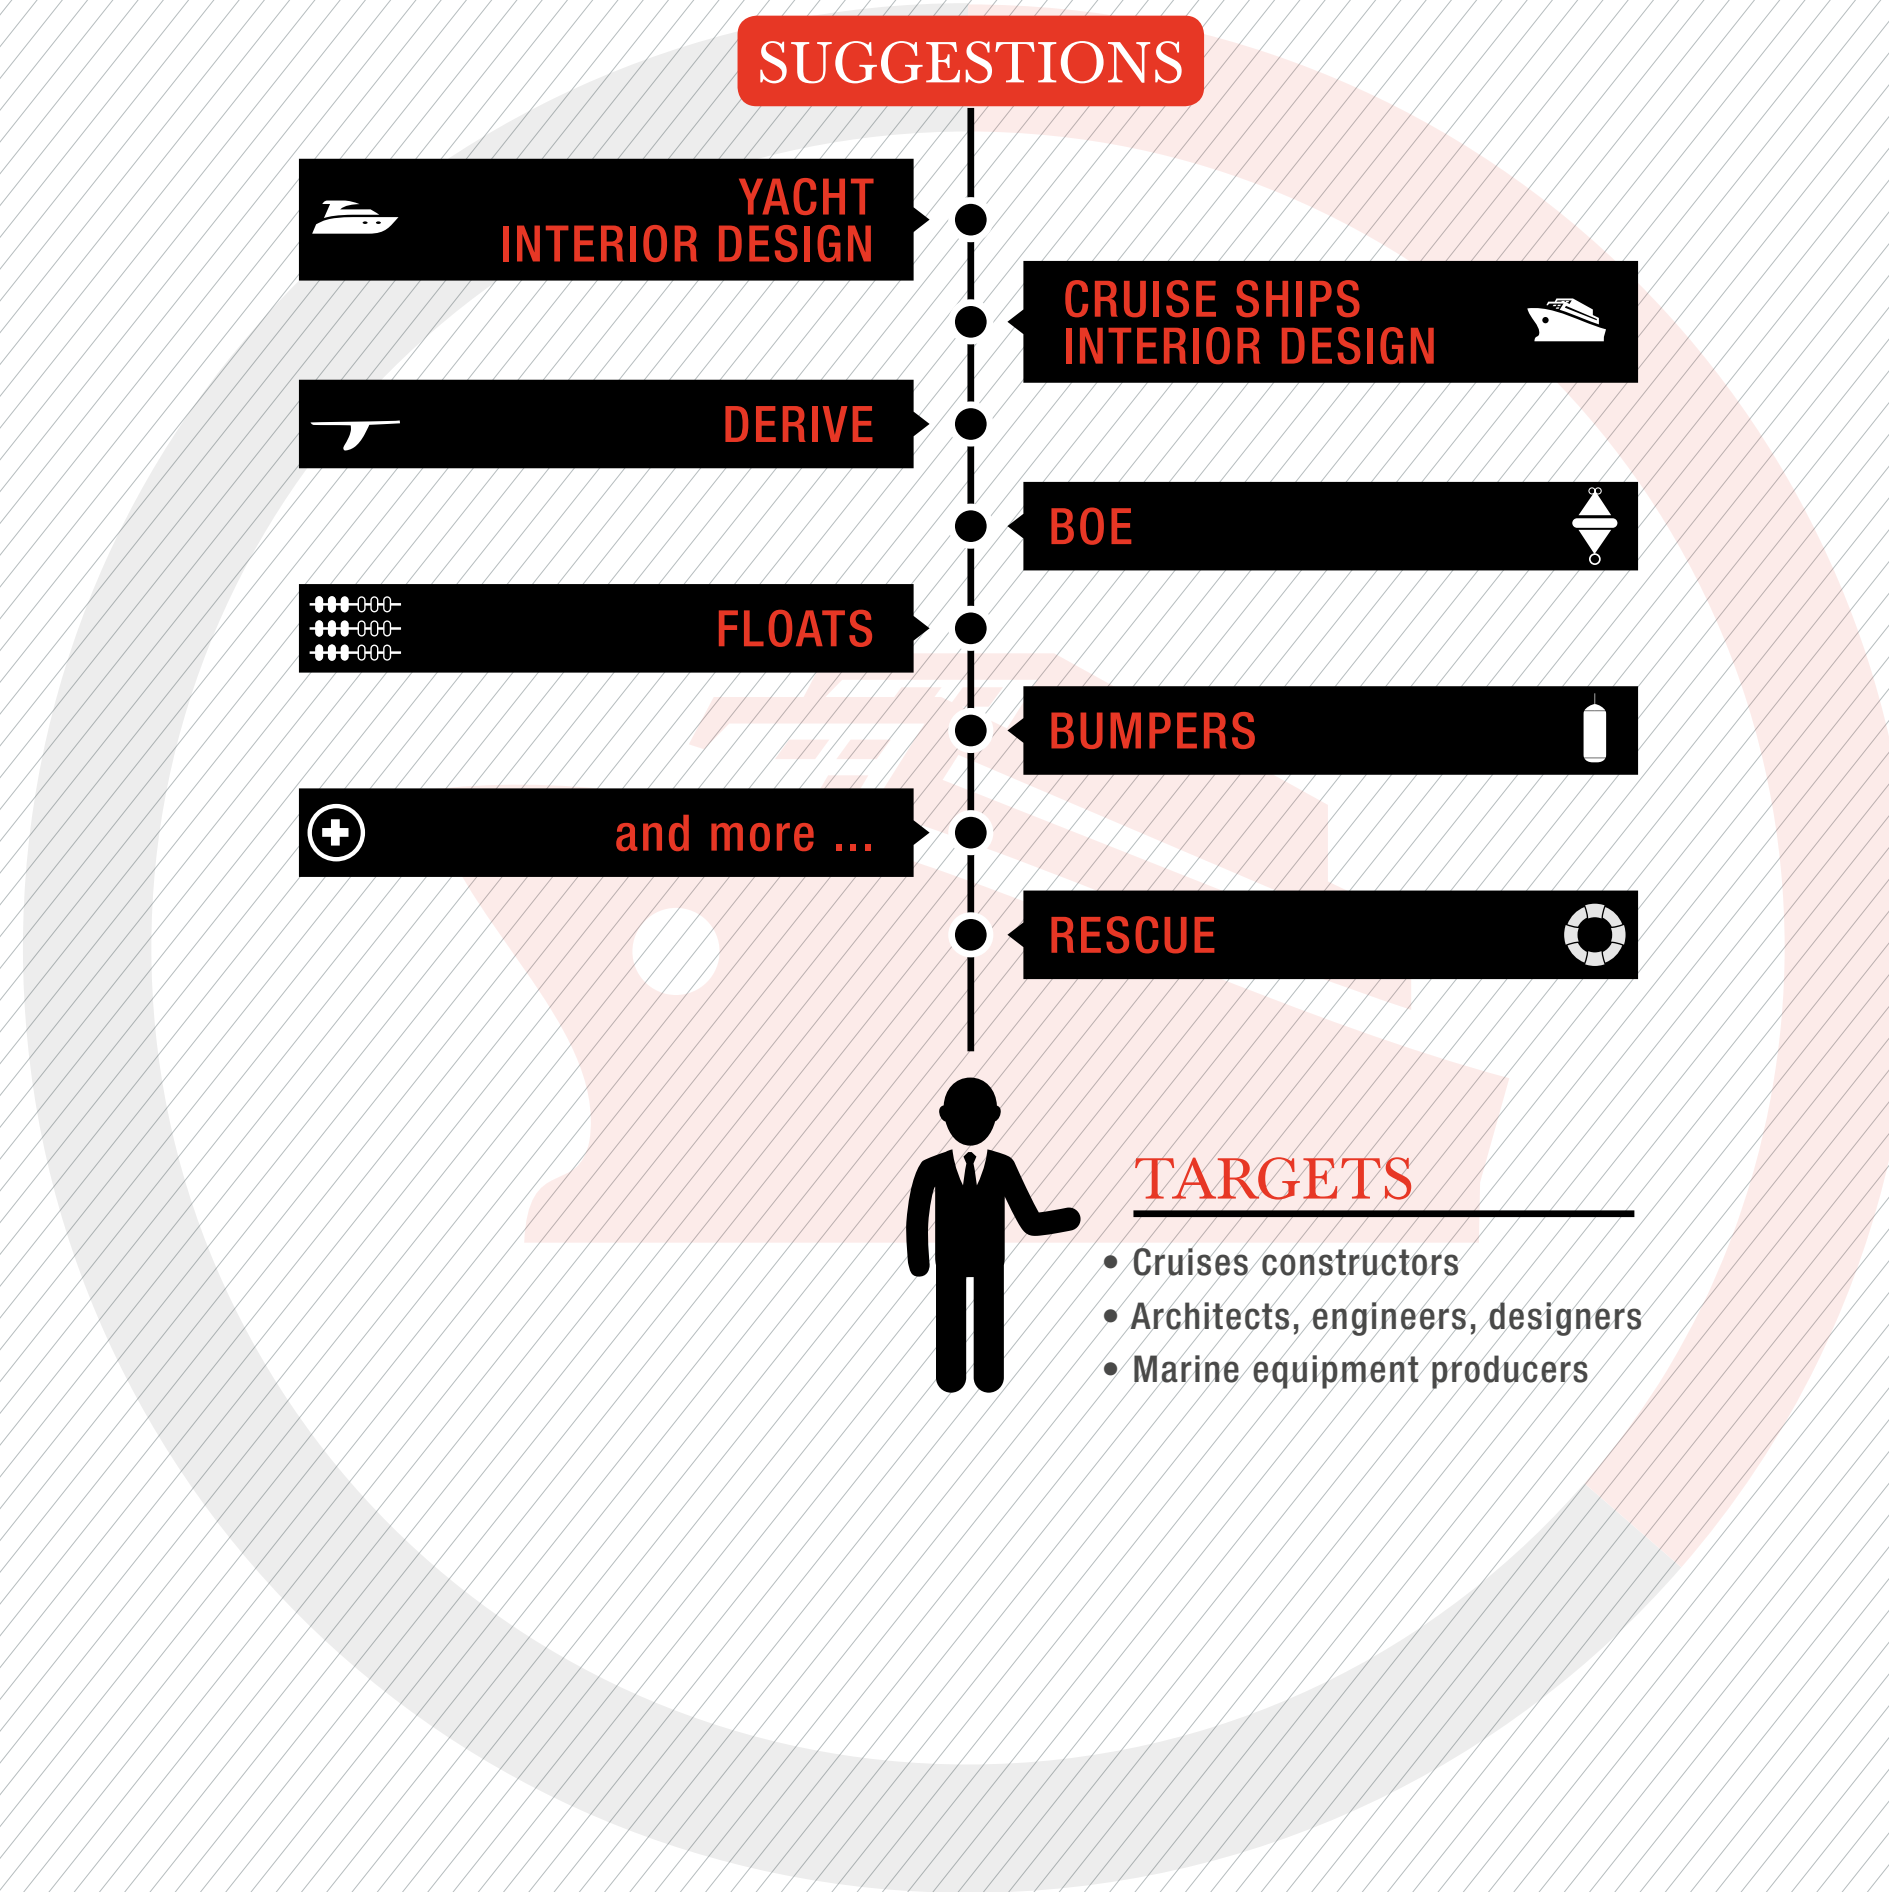 SUGGESTIONS
YACHT
INTERIOR DESIGN
CRUISE SHIPS
INTERIOR DESIGN
DERIVE
BOE
FLOATS
BUMPERS
and more ...
RESCUE
TARGETS
• Cruises constructors
• Architects, engineers, designers
• Marine equipment producers